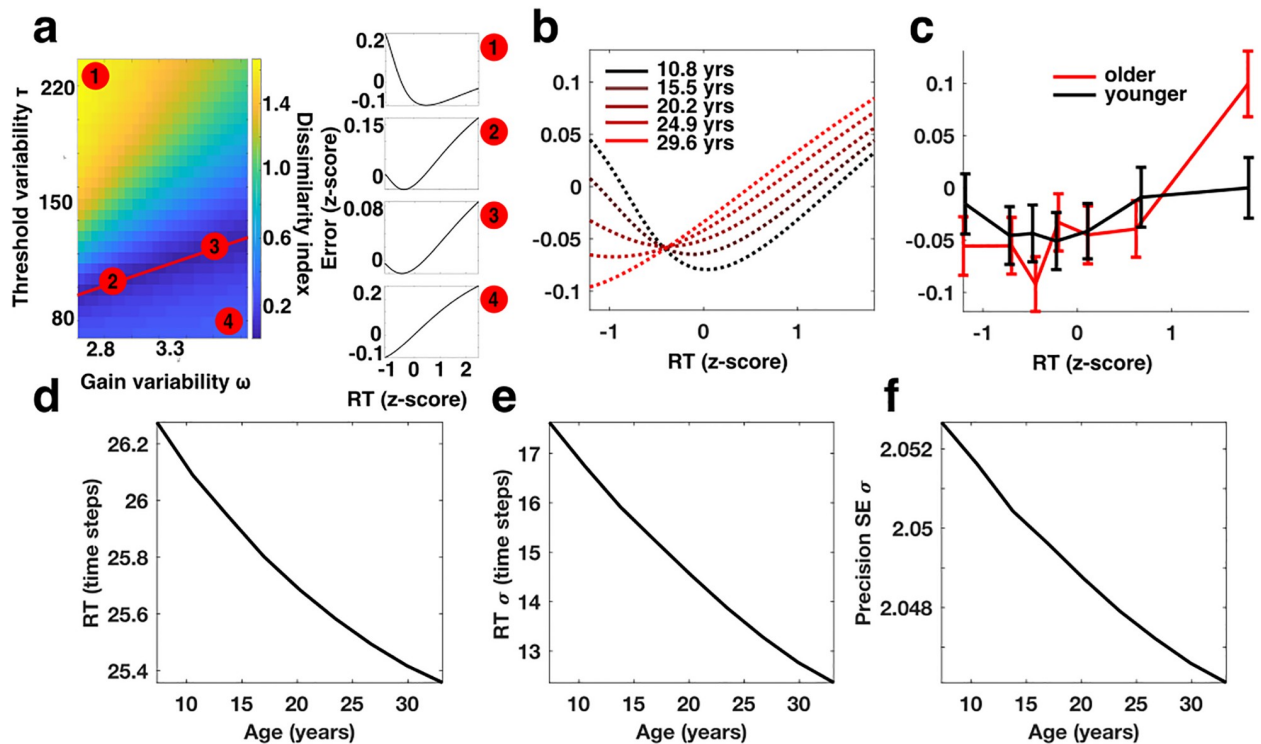 a
Threshold variability τ
220
150
80
1
2
3
4
2.8
3.3
Gain variability ω
1.4
1.0
0.6
0.2
Dissimilarity index
Error (z-score)
0.2
0
-0.1
1
0.15
0
2
0.08
0
3
0.2
0
-0.1
4
-1 0 1 2
RT (z-score)
b
0.1
0.05
0
-0.05
-0.1
10.8 yrs
15.5 yrs
20.2 yrs
24.9 yrs
29.6 yrs
-1
0
1
RT (z-score)
c
0.1
0.05
0
-0.05
-0.1
older
younger
-1
0
1
RT (z-score)
d
RT (time steps)
26.2
26
25.8
25.6
25.4
10 15 20 25 30
Age (years)
e
RT σ (time steps)
17
16
15
14
13
10 15 20 25 30
Age (years)
f
Precision SE σ
2.052
2.05
2.048
10 15 20 25 30
Age (years)